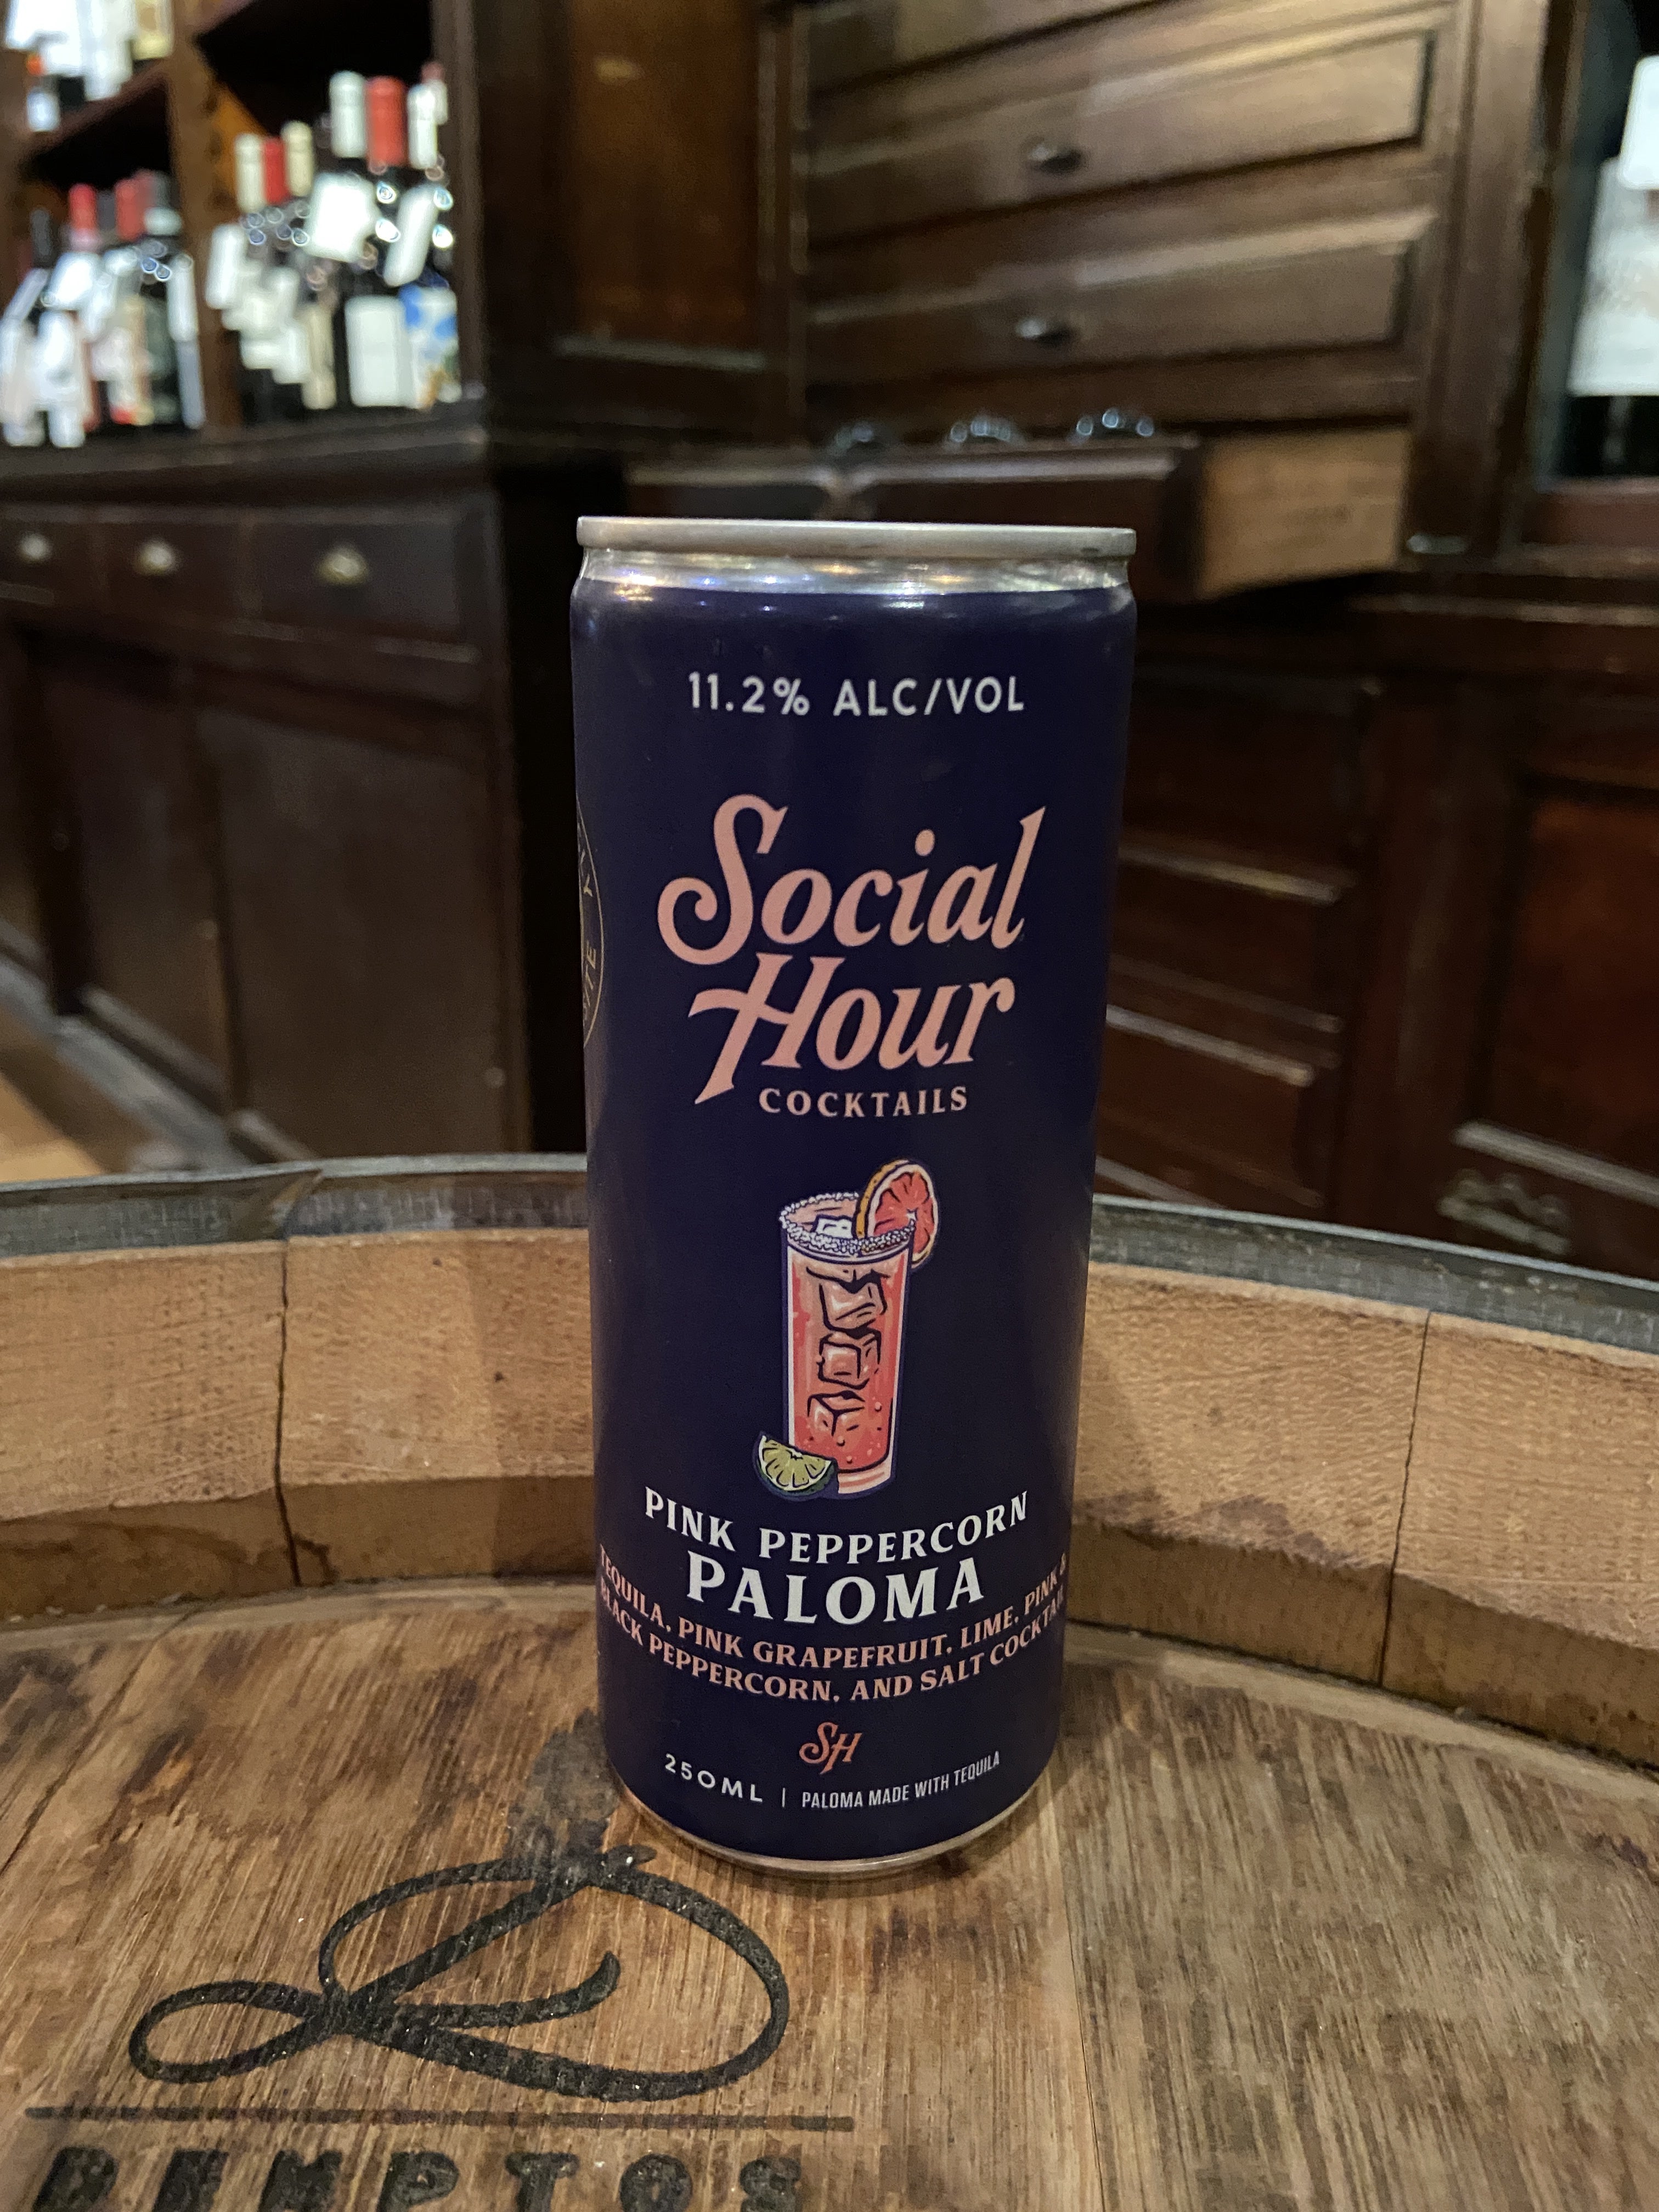 11.2% ALC/VOL
Social
Hour
COCKTAILS
PINK PEPPERCORN
PALOMA
TEQUILA, PINK GRAPEFRUIT, LIME, PINK &
BLACK PEPPERCORN, AND SALT COCKTAIL
SH
250ML | PALOMA MADE WITH TEQUILA